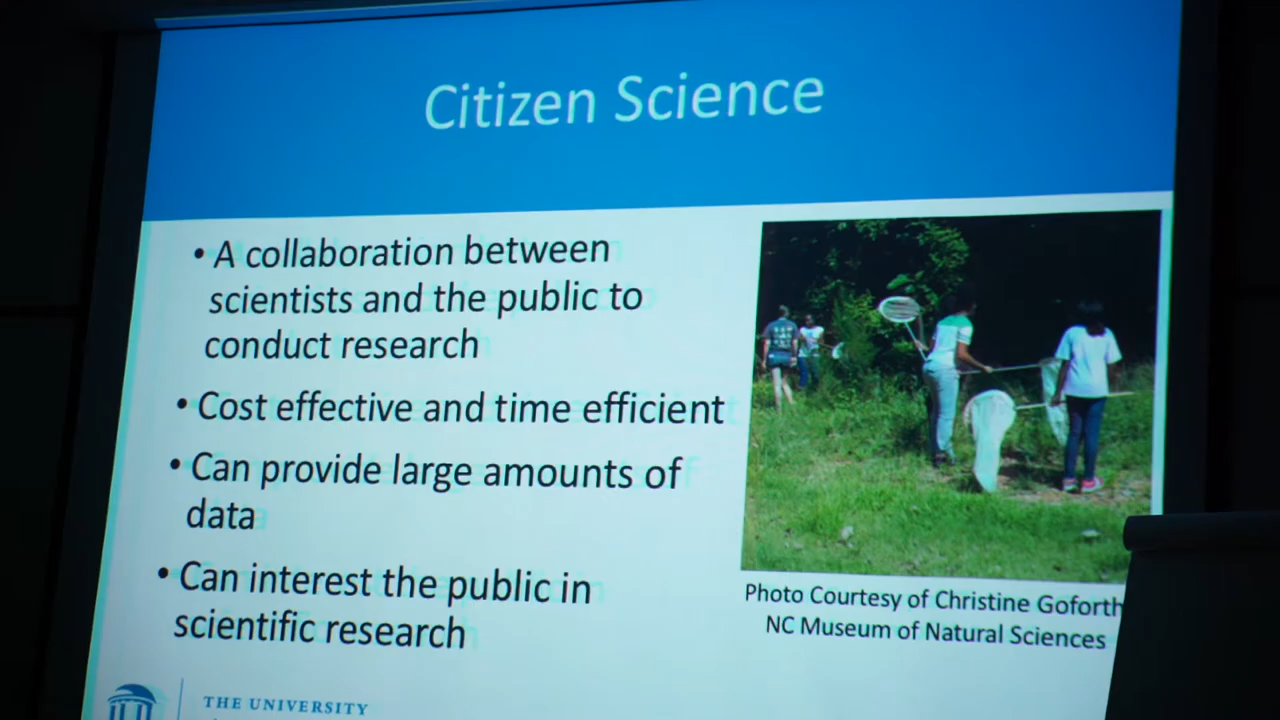 Citizen Science
• A collaboration between
scientists and the public to
conduct research
• Cost effective and time efficient
• Can provide large amounts of
data
• Can interest the public in
scientific research
Photo Courtesy of Christine Goforth
NC Museum of Natural Sciences
THE UNIVERSITY